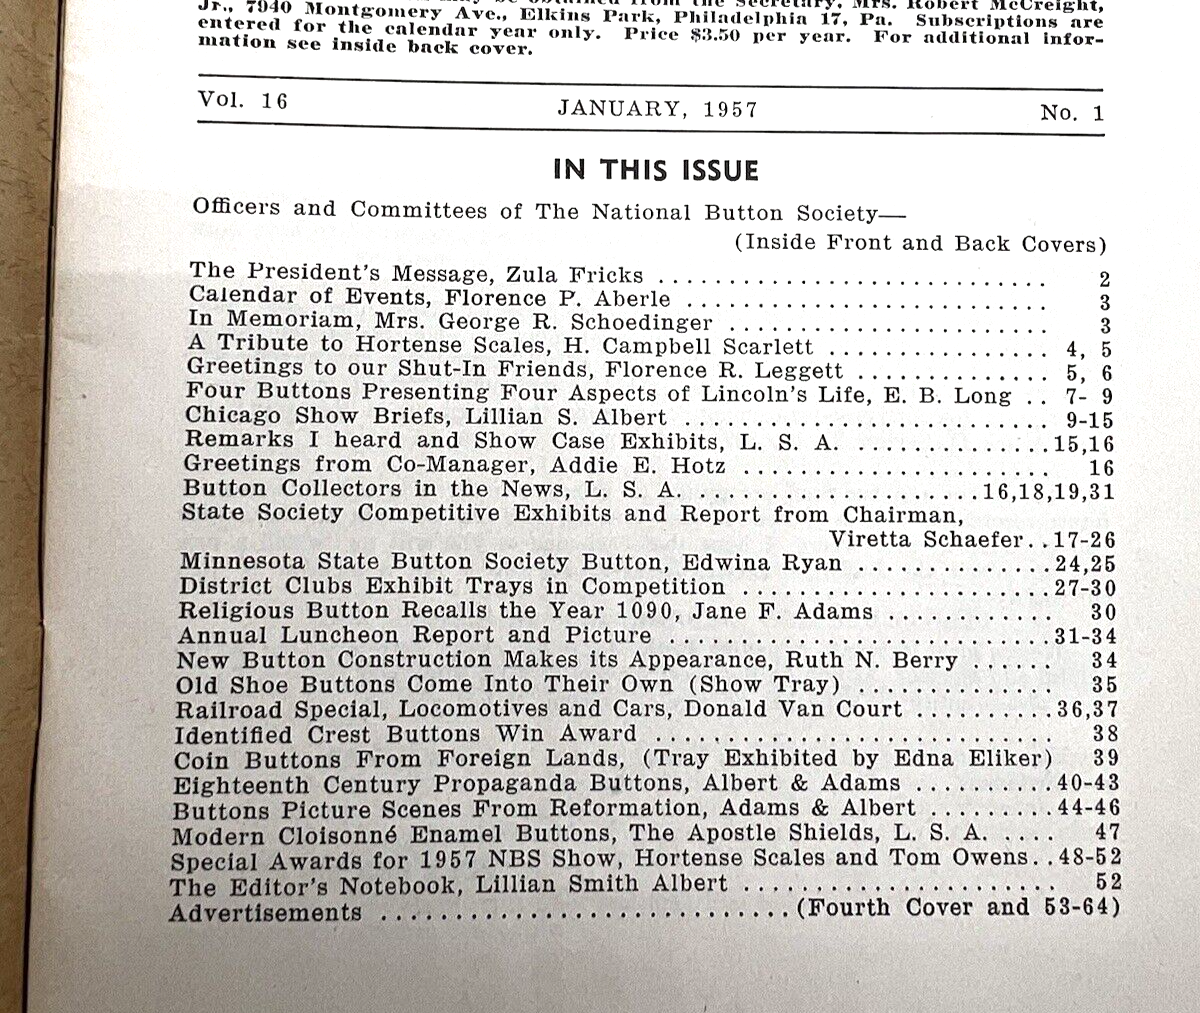 the Secretary, Mrs. Robert McCreight,
Jr., 7940 Montgomery Ave., Elkins Park, Philadelphia 17, Pa. Subscriptions are
entered for the calendar year only. Price $3.50 per year. For additional infor-
mation see inside back cover.
Vol. 16 JANUARY, 1957 No. 1
IN THIS ISSUE
Officers and Committees of The National Button Society—
(Inside Front and Back Covers)
The President's Message, Zula Fricks ............................ 2
Calendar of Events, Florence P. Aberle .......................... 3
In Memoriam, Mrs. George R. Schoedinger ....................... 3
A Tribute to Hortense Scales, H. Campbell Scarlett ................ 4, 5
Greetings to our Shut-In Friends, Florence R. Leggett .............. 5, 6
Four Buttons Presenting Four Aspects of Lincoln's Life, E. B. Long .. 7- 9
Chicago Show Briefs, Lillian S. Albert .......................... 9-15
Remarks I heard and Show Case Exhibits, L. S. A. ..............15,16
Greetings from Co-Manager, Addie E. Hotz ...................... 16
Button Collectors in the News, L. S. A. ....................16,18,19,31
State Society Competitive Exhibits and Report from Chairman,
Viretta Schaefer..17-26
Minnesota State Button Society Button, Edwina Ryan ..............24,25
District Clubs Exhibit Trays in Competition ......................27-30
Religious Button Recalls the Year 1090, Jane F. Adams ............ 30
Annual Luncheon Report and Picture ...........................31-34
New Button Construction Makes its Appearance, Ruth N. Berry ...... 34
Old Shoe Buttons Come Into Their Own (Show Tray) .............. 35
Railroad Special, Locomotives and Cars, Donald Van Court ..........36,37
Identified Crest Buttons Win Award ............................ 38
Coin Buttons From Foreign Lands, (Tray Exhibited by Edna Eliker) 39
Eighteenth Century Propaganda Buttons, Albert & Adams ..........40-43
Buttons Picture Scenes From Reformation, Adams & Albert .........44-46
Modern Cloisonné Enamel Buttons, The Apostle Shields, L. S. A. .... 47
Special Awards for 1957 NBS Show, Hortense Scales and Tom Owens..48-52
The Editor's Notebook, Lillian Smith Albert ...................... 52
Advertisements .............................(Fourth Cover and 53-64)